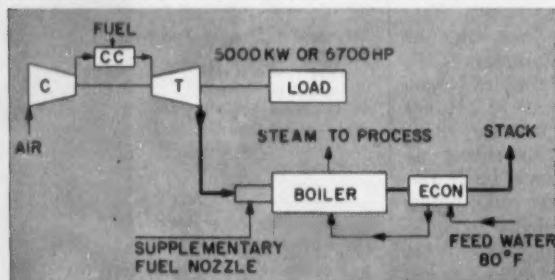 FUEL
CC
5000 KW OR 6700 HP
C
T
LOAD
AIR
STEAM TO PROCESS
STACK
BOILER
ECON
SUPPLEMENTARY
FUEL NOZZLE
FEED WATER
80°F